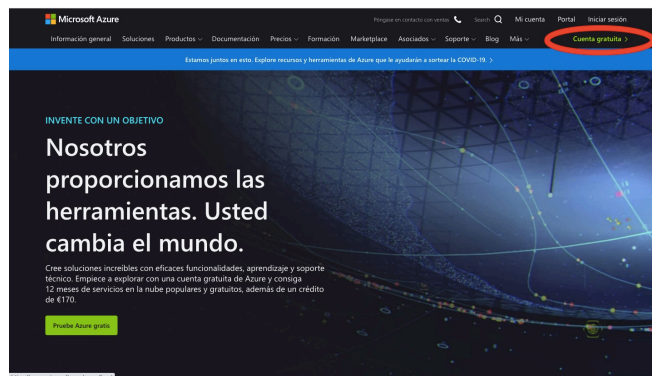 Microsoft Azure
Póngase en contacto con ventas Search Mi cuenta Portal Iniciar sesión
Información general Soluciones Productos Documentación Precios Formación Marketplace Asociados Soporte Blog Más Cuenta gratuita >
Estamos juntos en esto. Explore recursos y herramientas de Azure que le ayudarán a sortear la COVID-19. >
INVENTE CON UN OBJETIVO
Nosotros
proporcionamos las
herramientas. Usted
cambia el mundo.
Cree soluciones increíbles con eficaces funcionalidades, aprendizaje y soporte
técnico. Empiece a explorar con una cuenta gratuita de Azure y consiga
12 meses de servicios en la nube populares y gratuitos, además de un crédito
de €170.
Pruebe Azure gratis